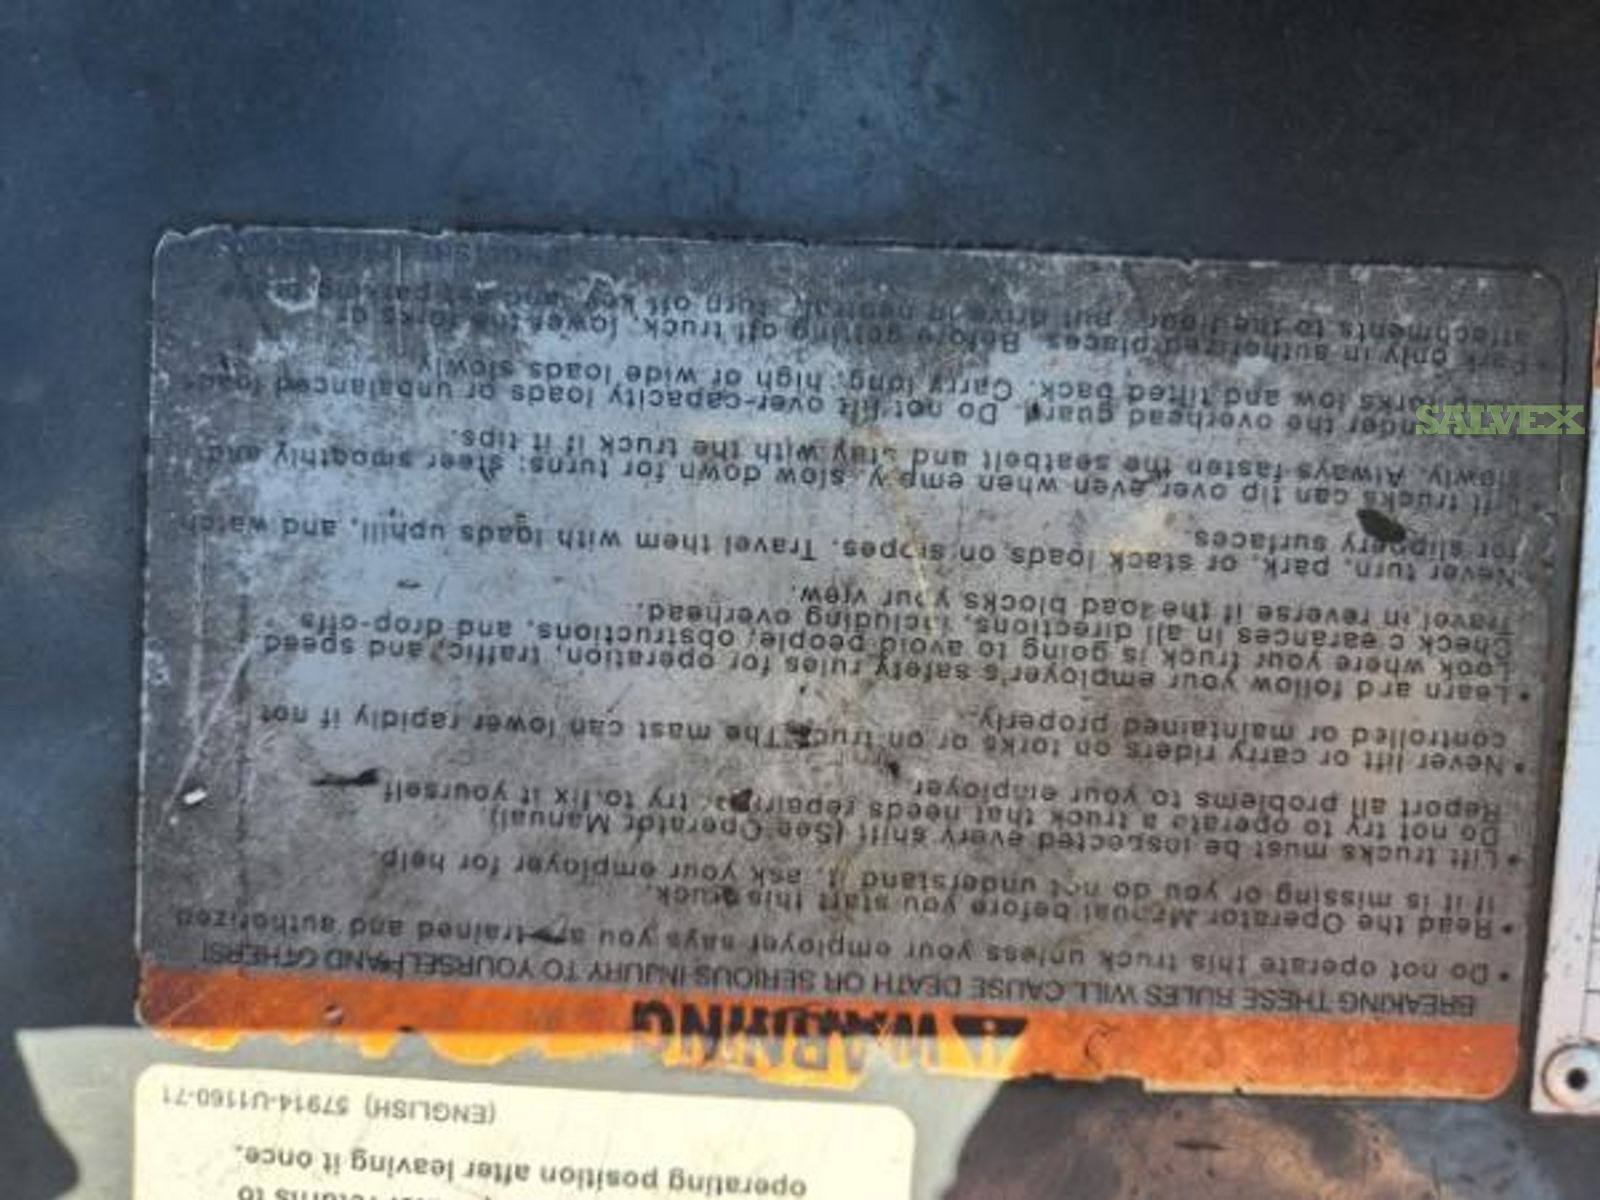 WARNING
BREAKING THESE RULES WILL CAUSE DEATH OR SERIOUS INJURY TO YOURSELF AND OTHERS!
• Do not operate this truck unless your employer says you are trained and authorized
• Read the Operator Manual before you start this truck.
if it is missing or you do not understand it, ask your employer for help.
• Lift trucks must be inspected every shift (See Operator Manual)
Do not try to operate a truck that needs repair or try to fix it yourself
Report all problems to your employer.
• Never lift or carry riders on forks or on truck. The mast can lower rapidly if not
controlled or maintained properly.
• Learn and follow your employer's safety rules for operation, traffic, and speed
Look where your truck is going to avoid people, obstructions, and drop-offs
Check clearances in all directions, including overhead.
Travel in reverse if the load blocks your view.
Never turn, park, or stack loads on slopes. Travel them with loads uphill, and watch
for slippery surfaces.
• Lift trucks can tip over even when empty, slow down for turns; steer smoothly and
slowly. Always fasten the seatbelt and stay with the truck if it tips.
under the overhead guard. Do not lift over-capacity loads or unbalanced loads
forks low and tilted back. Carry long, high or wide loads slowly
• Park only in authorized places. Before getting off truck, lower the forks or
attachments to the floor, put drive in neutral, turn off key, and set parking brake
SALVEX
(ENGLISH) 57914-U1160-71
operating position after leaving it once.
returns to